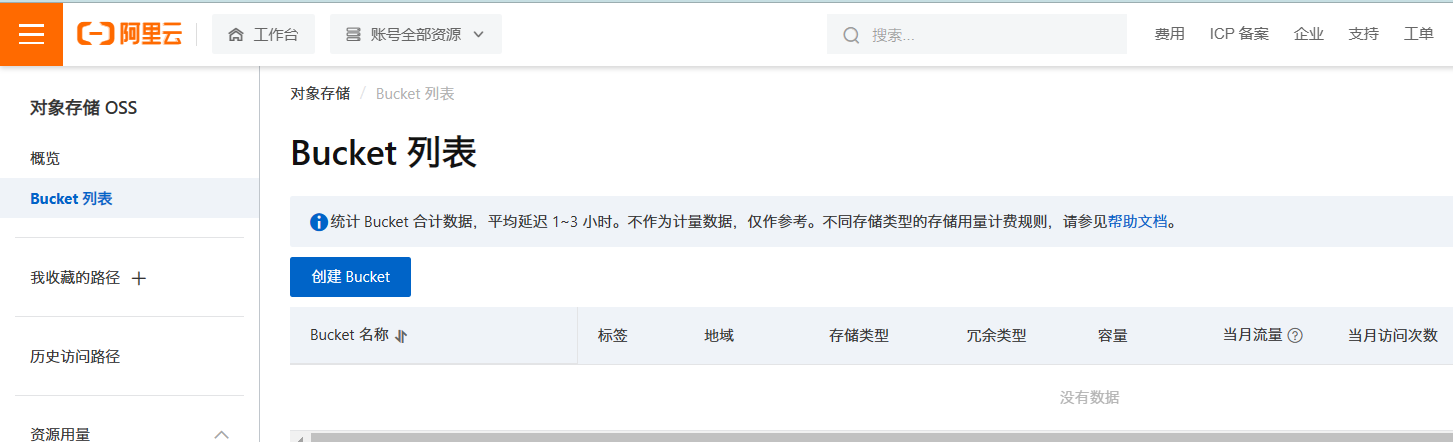 阿里云 工作台 账号全部资源 搜索... 费用 ICP 备案 企业 支持 工单
对象存储 OSS
概览
Bucket 列表
我收藏的路径
历史访问路径
资源用量
对象存储 / Bucket 列表
Bucket 列表
统计 Bucket 合计数据，平均延迟 1~3 小时。不作为计量数据，仅作参考。不同存储类型的存储用量计费规则，请参见帮助文档。
创建 Bucket
Bucket 名称 标签 地域 存储类型 冗余类型 容量 当月流量 当月访问次数
没有数据